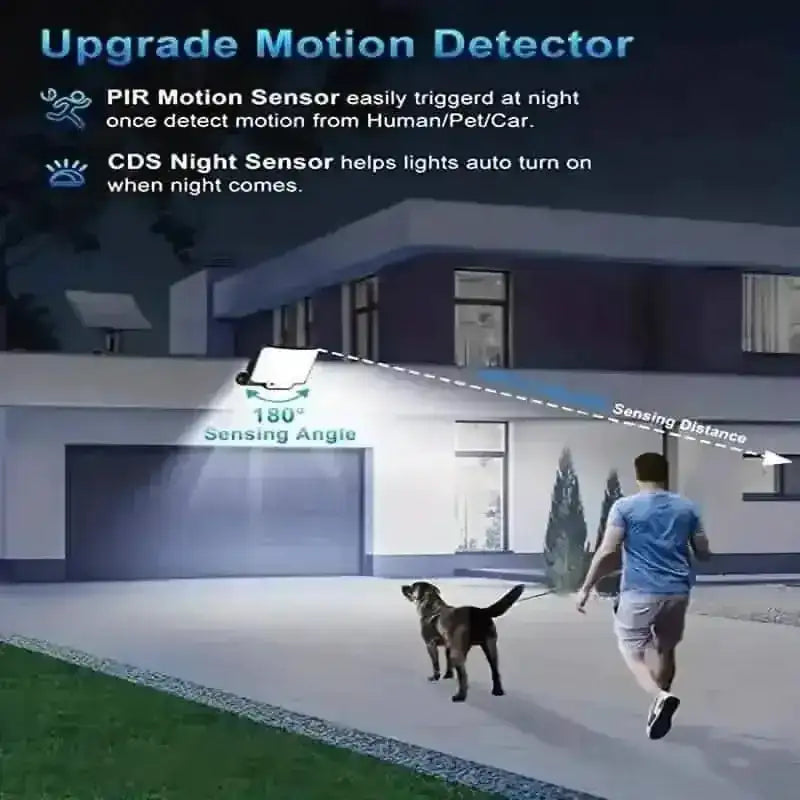 Upgrade Motion Detector
PIR Motion Sensor easily triggerd at night
once detect motion from Human/Pet/Car.
CDS Night Sensor helps lights auto turn on
when night comes.
180°
Sensing Angle
Sensing Distance